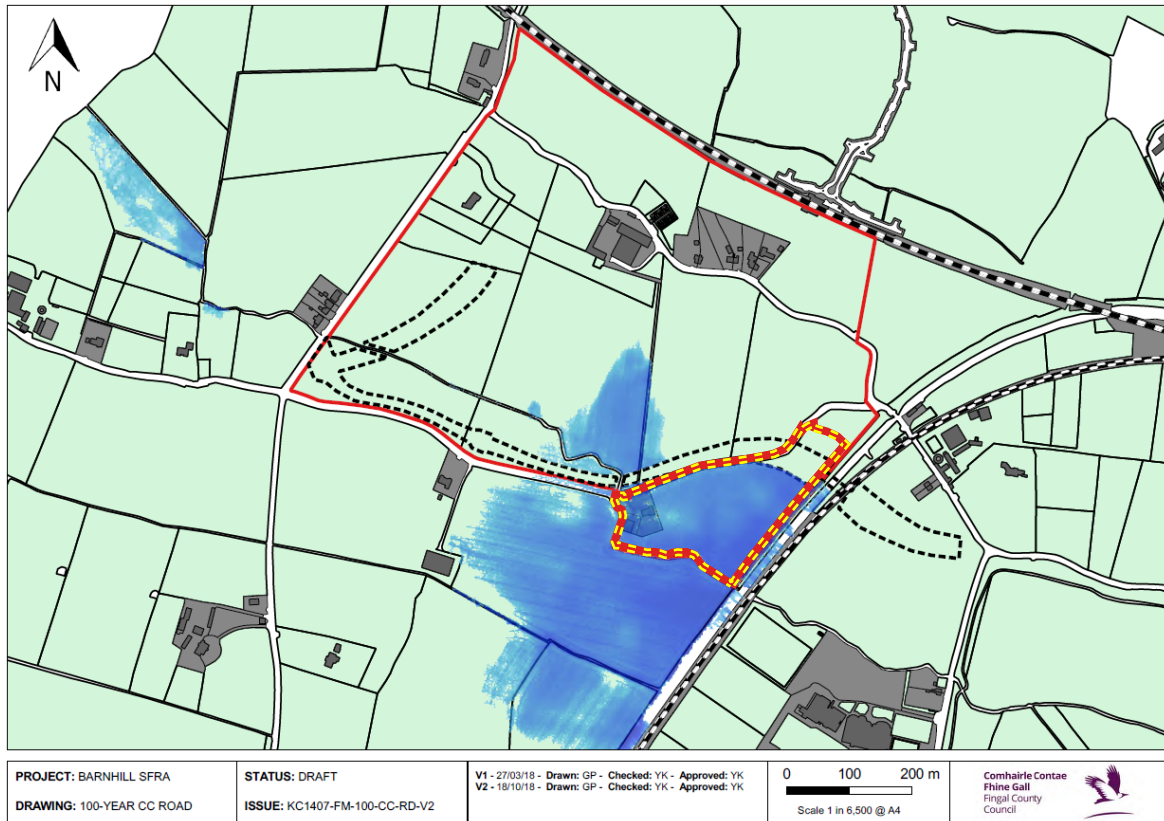 N
PROJECT: BARNHILL SFRA
DRAWING: 100-YEAR CC ROAD
STATUS: DRAFT
ISSUE: KC1407-FM-100-CC-RD-V2
V1 - 27/03/18 - Drawn: GP - Checked: YK - Approved: YK
V2 - 18/10/18 - Drawn: GP - Checked: YK - Approved: YK
0 100 200 m
Scale 1 in 6,500 @ A4
Comhairle Contae
Fhine Gall
Fingal County
Council